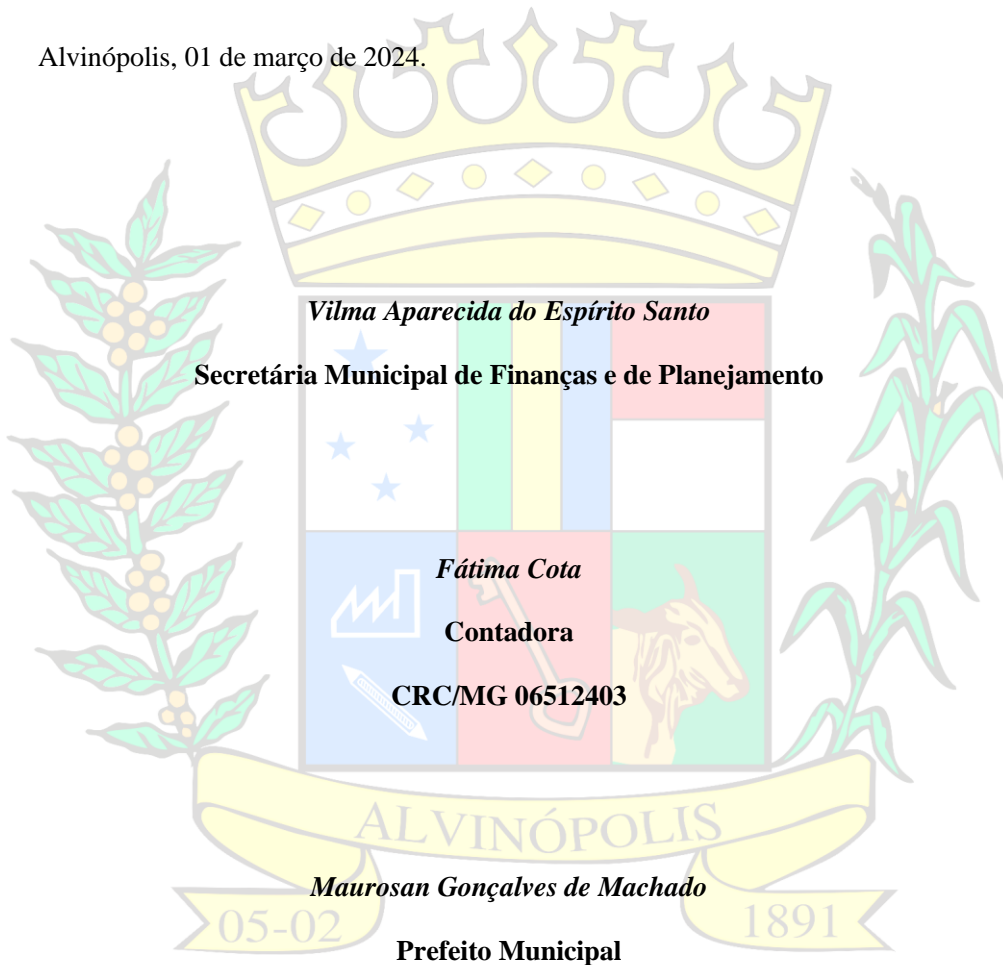 Alvinópolis, 01 de março de 2024.
Vilma Aparecida do Espírito Santo
Secretária Municipal de Finanças e de Planejamento
Fátima Cota
Contadora
CRC/MG 06512403
ALVINÓPOLIS
Maurosan Gonçalves de Machado
05-02 1891
Prefeito Municipal